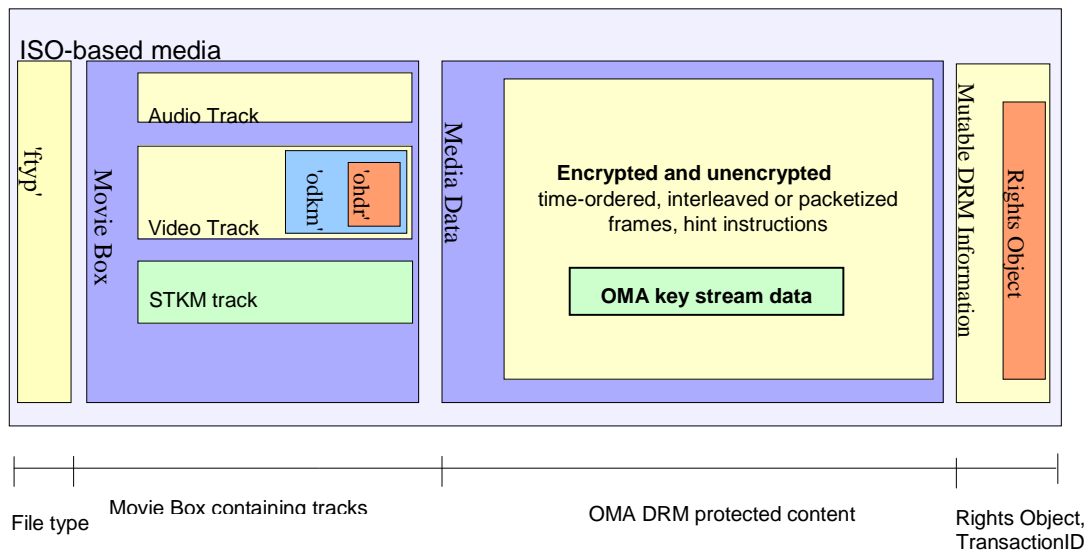 ISO-based media
'ftyp'
Movie Box
Audio Track
Video Track
'odkm'
'ohdr'
STKM track
Media Data
Encrypted and unencrypted
time-ordered, interleaved or packetized
frames, hint instructions
OMA key stream data
Mutable DRM Information
Rights Object
File type
Movie Box containing tracks
OMA DRM protected content
Rights Object,
TransactionID